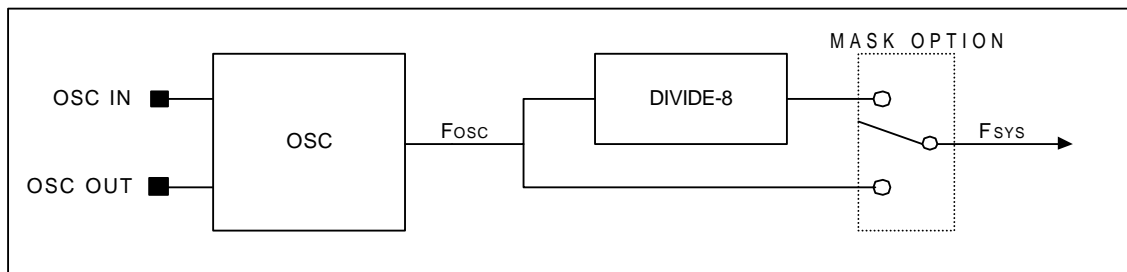 MASK OPTION
OSC IN
DIVIDE-8
OSC
FOSC
FSYS
OSC OUT